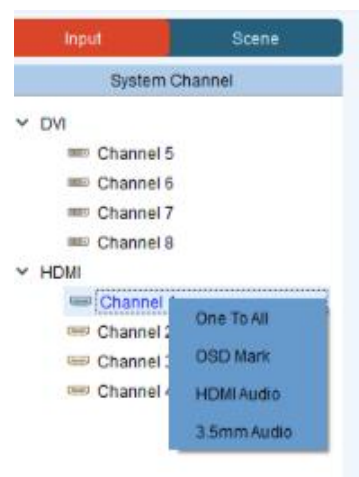 Input Scene
System Channel
DVI
Channel 5
Channel 6
Channel 7
Channel 8
HDMI
Channel
Channel 2
Channel
Channel
One To All
OSD Mark
HDMI Audio
3.5mm Audio